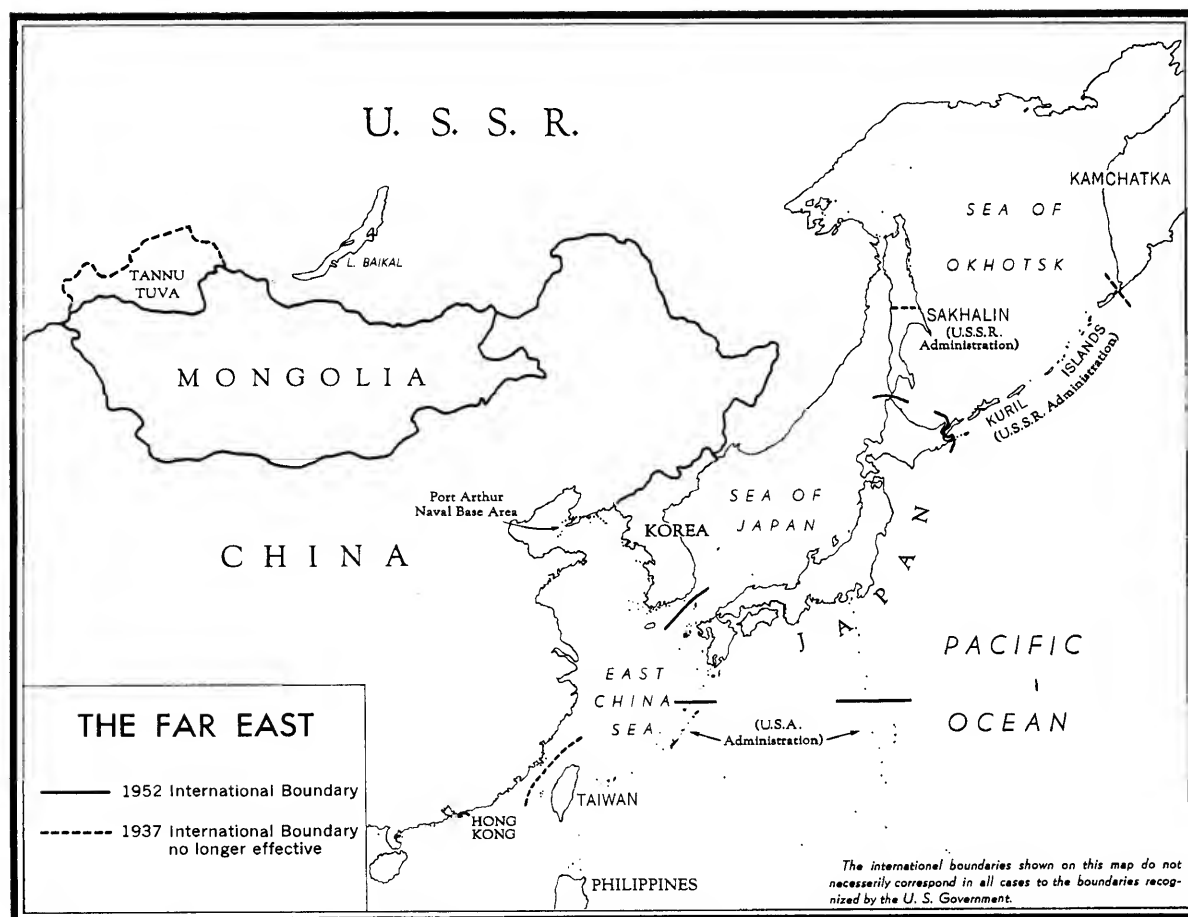 U. S. S. R.
KAMCHATKA
SEA OF
OKHOTSK
L. BAIKAL
TANNU
TUVA
SAKHALIN
(U.S.S.R.
Administration)
MONGOLIA
KURIL ISLANDS
(U.S.S.R. Administration)
Port Arthur
Naval Base Area
SEA OF
JAPAN
KOREA
CHINA
JAPAN
EAST
CHINA
SEA
PACIFIC
OCEAN
(U.S.A.
Administration)
TAIWAN
HONG
KONG
PHILIPPINES
THE FAR EAST
1952 International Boundary
1937 International Boundary
no longer effective
The international boundaries shown on this map do not
necesserily correspond in all cases to the boundaries recog-
nized by the U. S. Government.